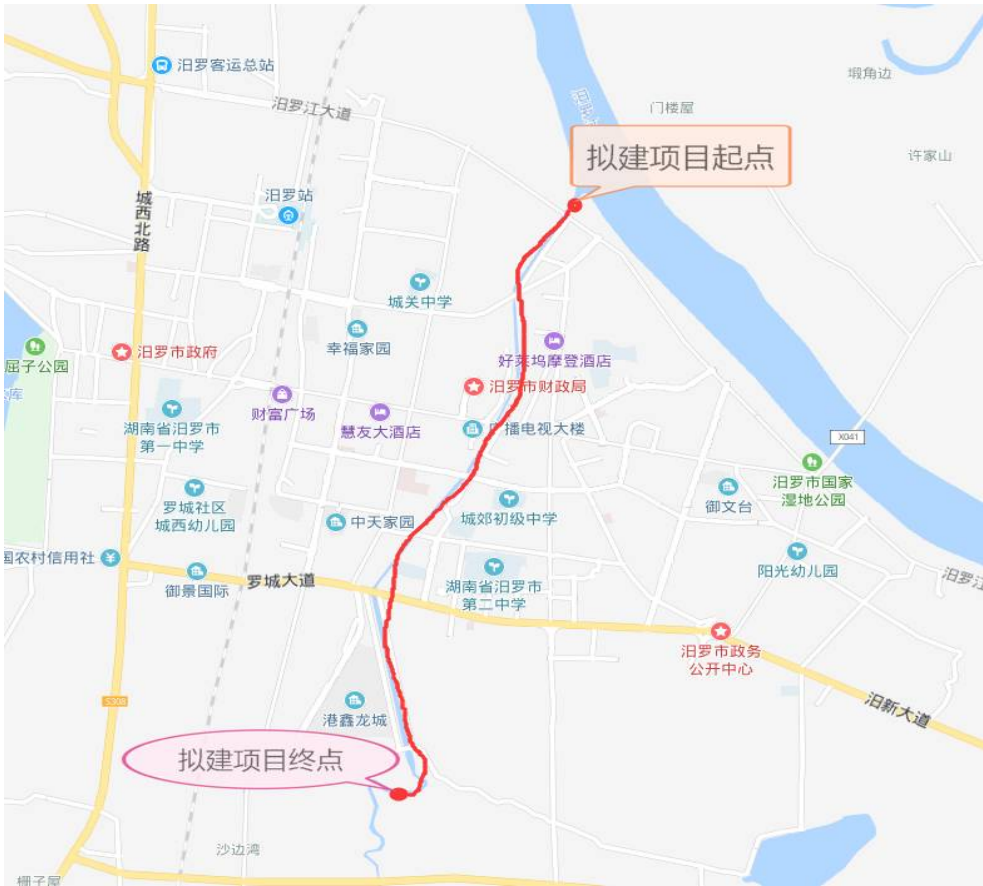 汨罗客运总站
塅角边
汨罗江大道
门楼屋
拟建项目起点
许家山
城西北路
汨罗站
城关中学
幸福家园
汨罗市政府
好莱坞摩登酒店
屈子公园
汨罗市财政局
财富广场
慧友大酒店
广播电视大楼
湖南省汨罗市
第一中学
X041
汨罗市国家
湿地公园
罗城社区
城西幼儿园
御文台
中天家园
城郊初级中学
国农村信用社
御景国际
罗城大道
湖南省汨罗市
第二中学
阳光幼儿园
汨罗江
汨罗市政务
公开中心
S308
港鑫龙城
汨新大道
拟建项目终点
沙边湾
栅子屋